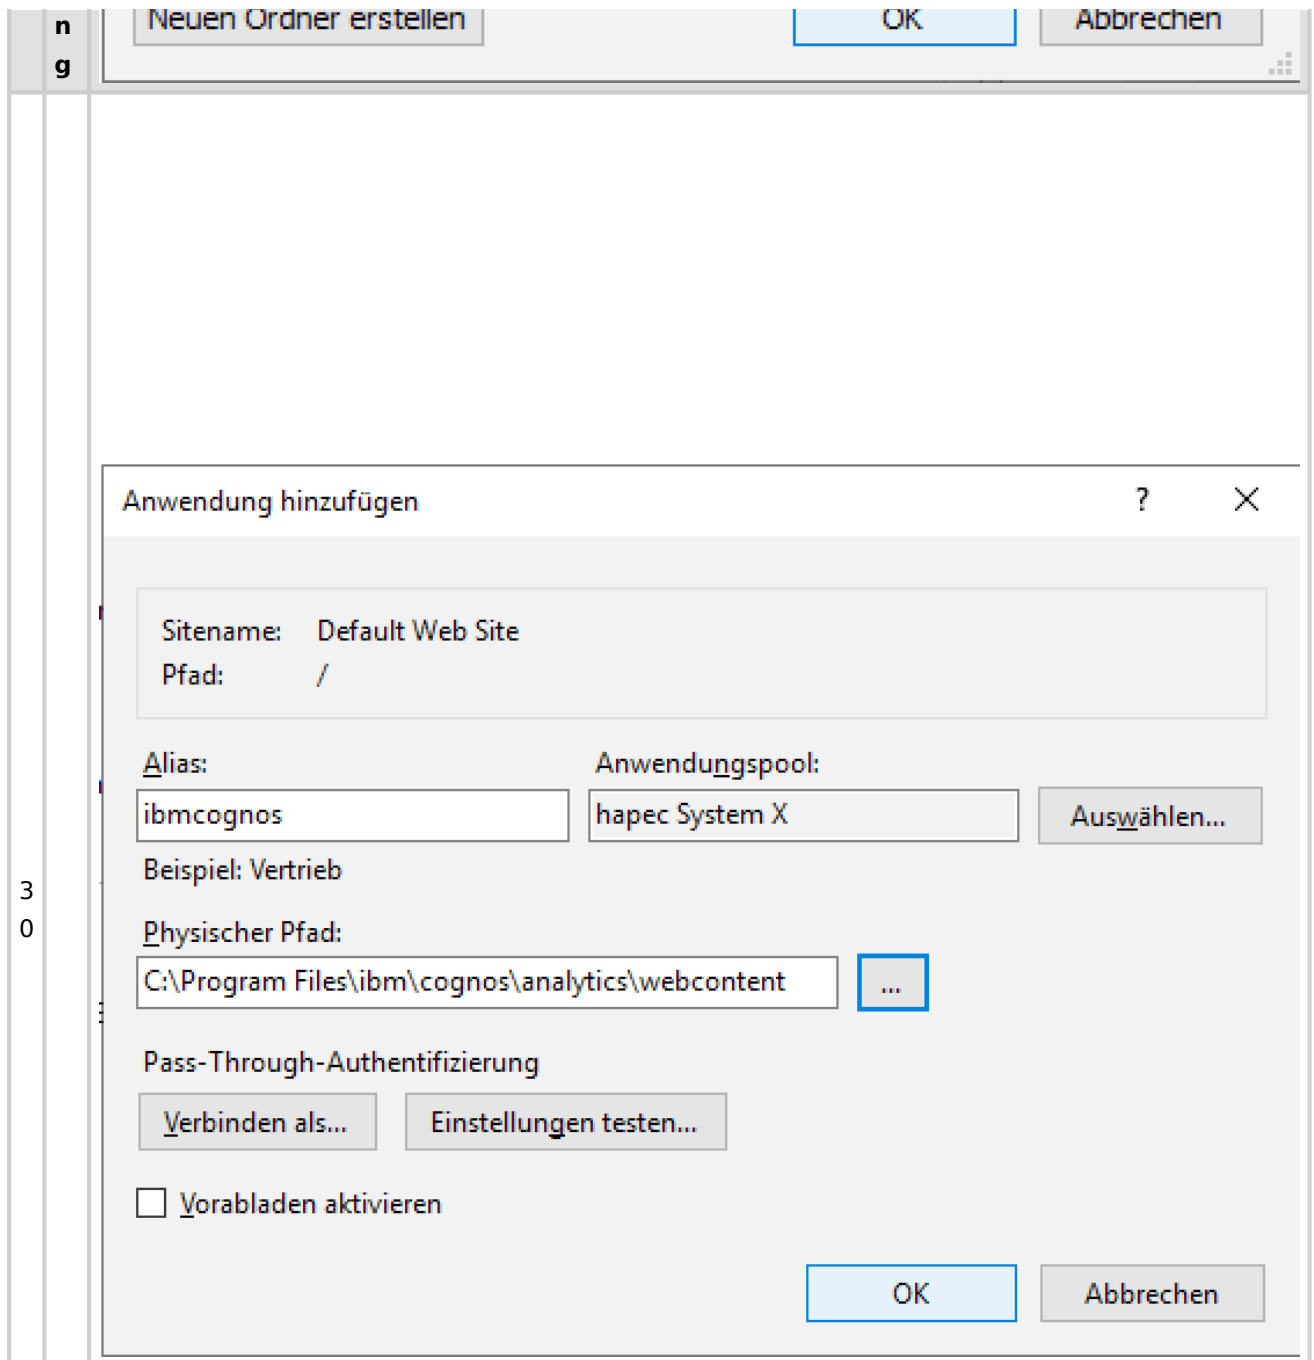 n
g
Neuen Ordner erstellen OK Abbrechen
Anwendung hinzufügen ?
Sitename: Default Web Site
Pfad: /
Alias: Anwendungspool:
ibmcognos hapec System X Auswählen...
Beispiel: Vertrieb
3
0
Physischer Pfad:
C:\Program Files\ibm\cognos\analytics\webcontent ...
Pass-Through-Authentifizierung
Verbinden als... Einstellungen testen...
Vorabladen aktivieren
OK Abbrechen